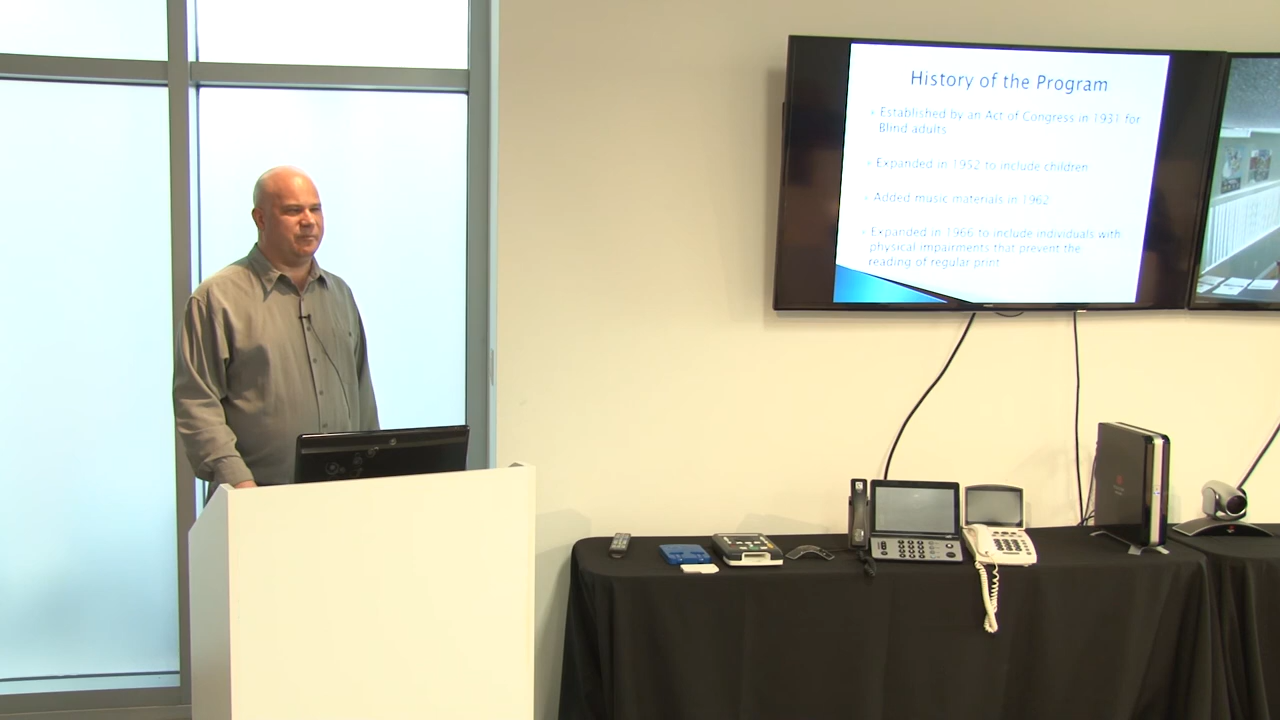 History of the Program
Established by an Act of Congress in 1931 for
Blind adults
Expanded in 1952 to include children
Added music materials in 1962
Expanded in 1966 to include individuals with
physical impairments that prevent the
reading of regular print